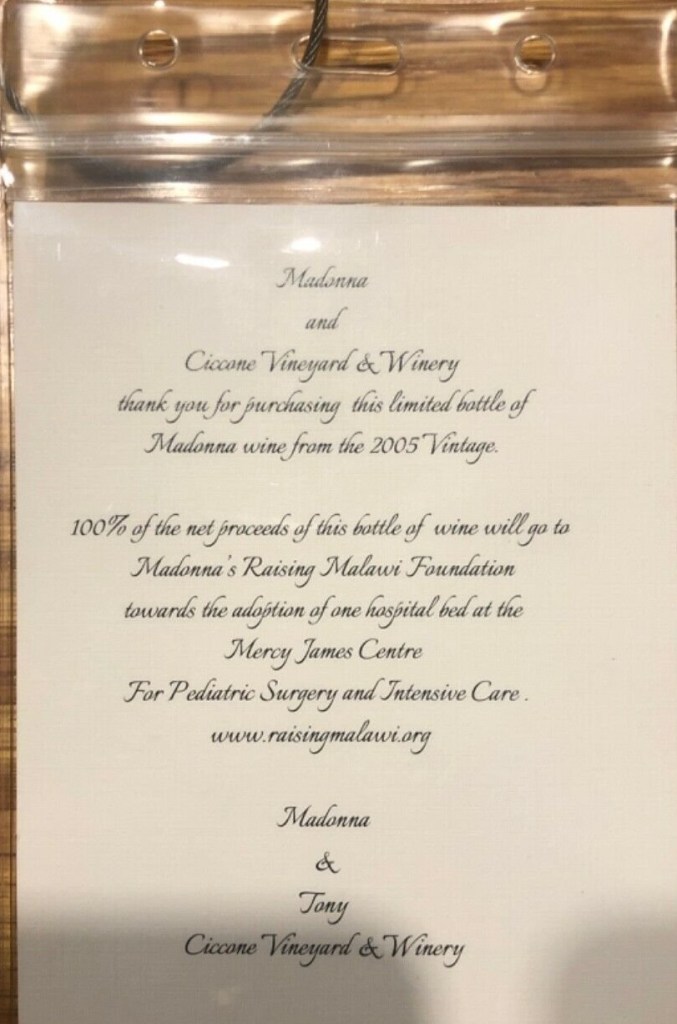 Madonna
and
Ciccone Vineyard & Winery
thank you for purchasing this limited bottle of
Madonna wine from the 2005 Vintage.
100% of the net proceeds of this bottle of wine will go to
Madonna's Raising Malawi Foundation
towards the adoption of one hospital bed at the
Mercy James Centre
For Pediatric Surgery and Intensive Care .
www.raisingmalawi.org
Madonna
&
Tony
Ciccone Vineyard & Winery